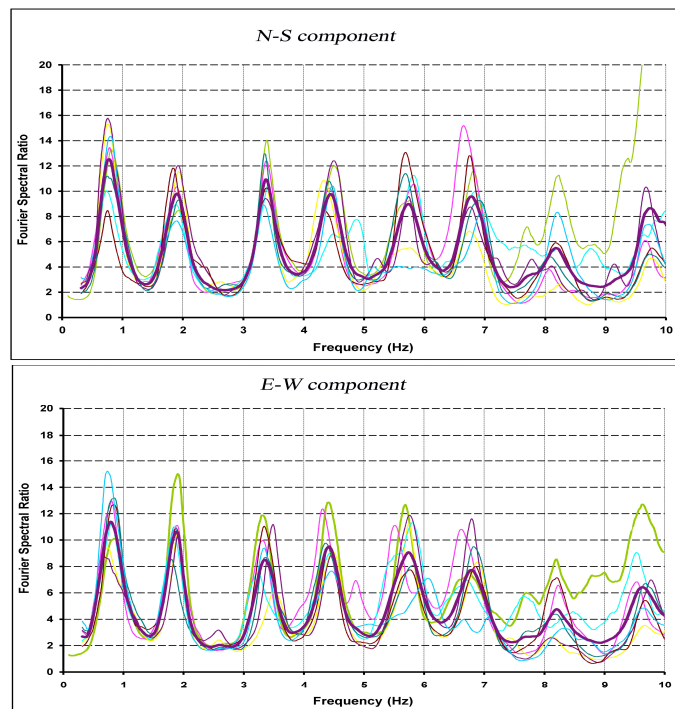 N-S component
20
18
16
14
12
10
8
6
4
2
0
Fourier Spectral Ratio
0 1 2 3 4 5 6 7 8 9 10
Frequency (Hz)
E-W component
20
18
16
14
12
10
8
6
4
2
0
Fourier Spectral Ratio
0 1 2 3 4 5 6 7 8 9 10
Frequency (Hz)